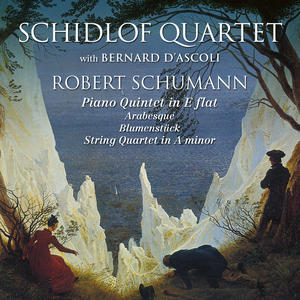 SCHIDLOF QUARTET
with BERNARD D'ASCOLI
ROBERT SCHUMANN
Piano Quintet in E flat
Arabesque
Blumenstück
String Quartet in A minor